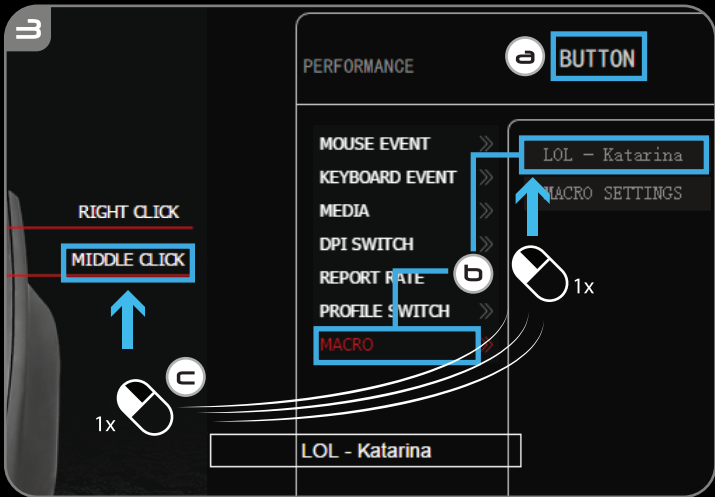 3
PERFORMANCE
a BUTTON
MOUSE EVENT
KEYBOARD EVENT
MEDIA
DPI SWITCH
REPORT RATE
PROFILE SWITCH
MACRO
LOL - Katarina
MACRO SETTINGS
b
1x
RIGHT CLICK
MIDDLE CLICK
c
1x
LOL - Katarina